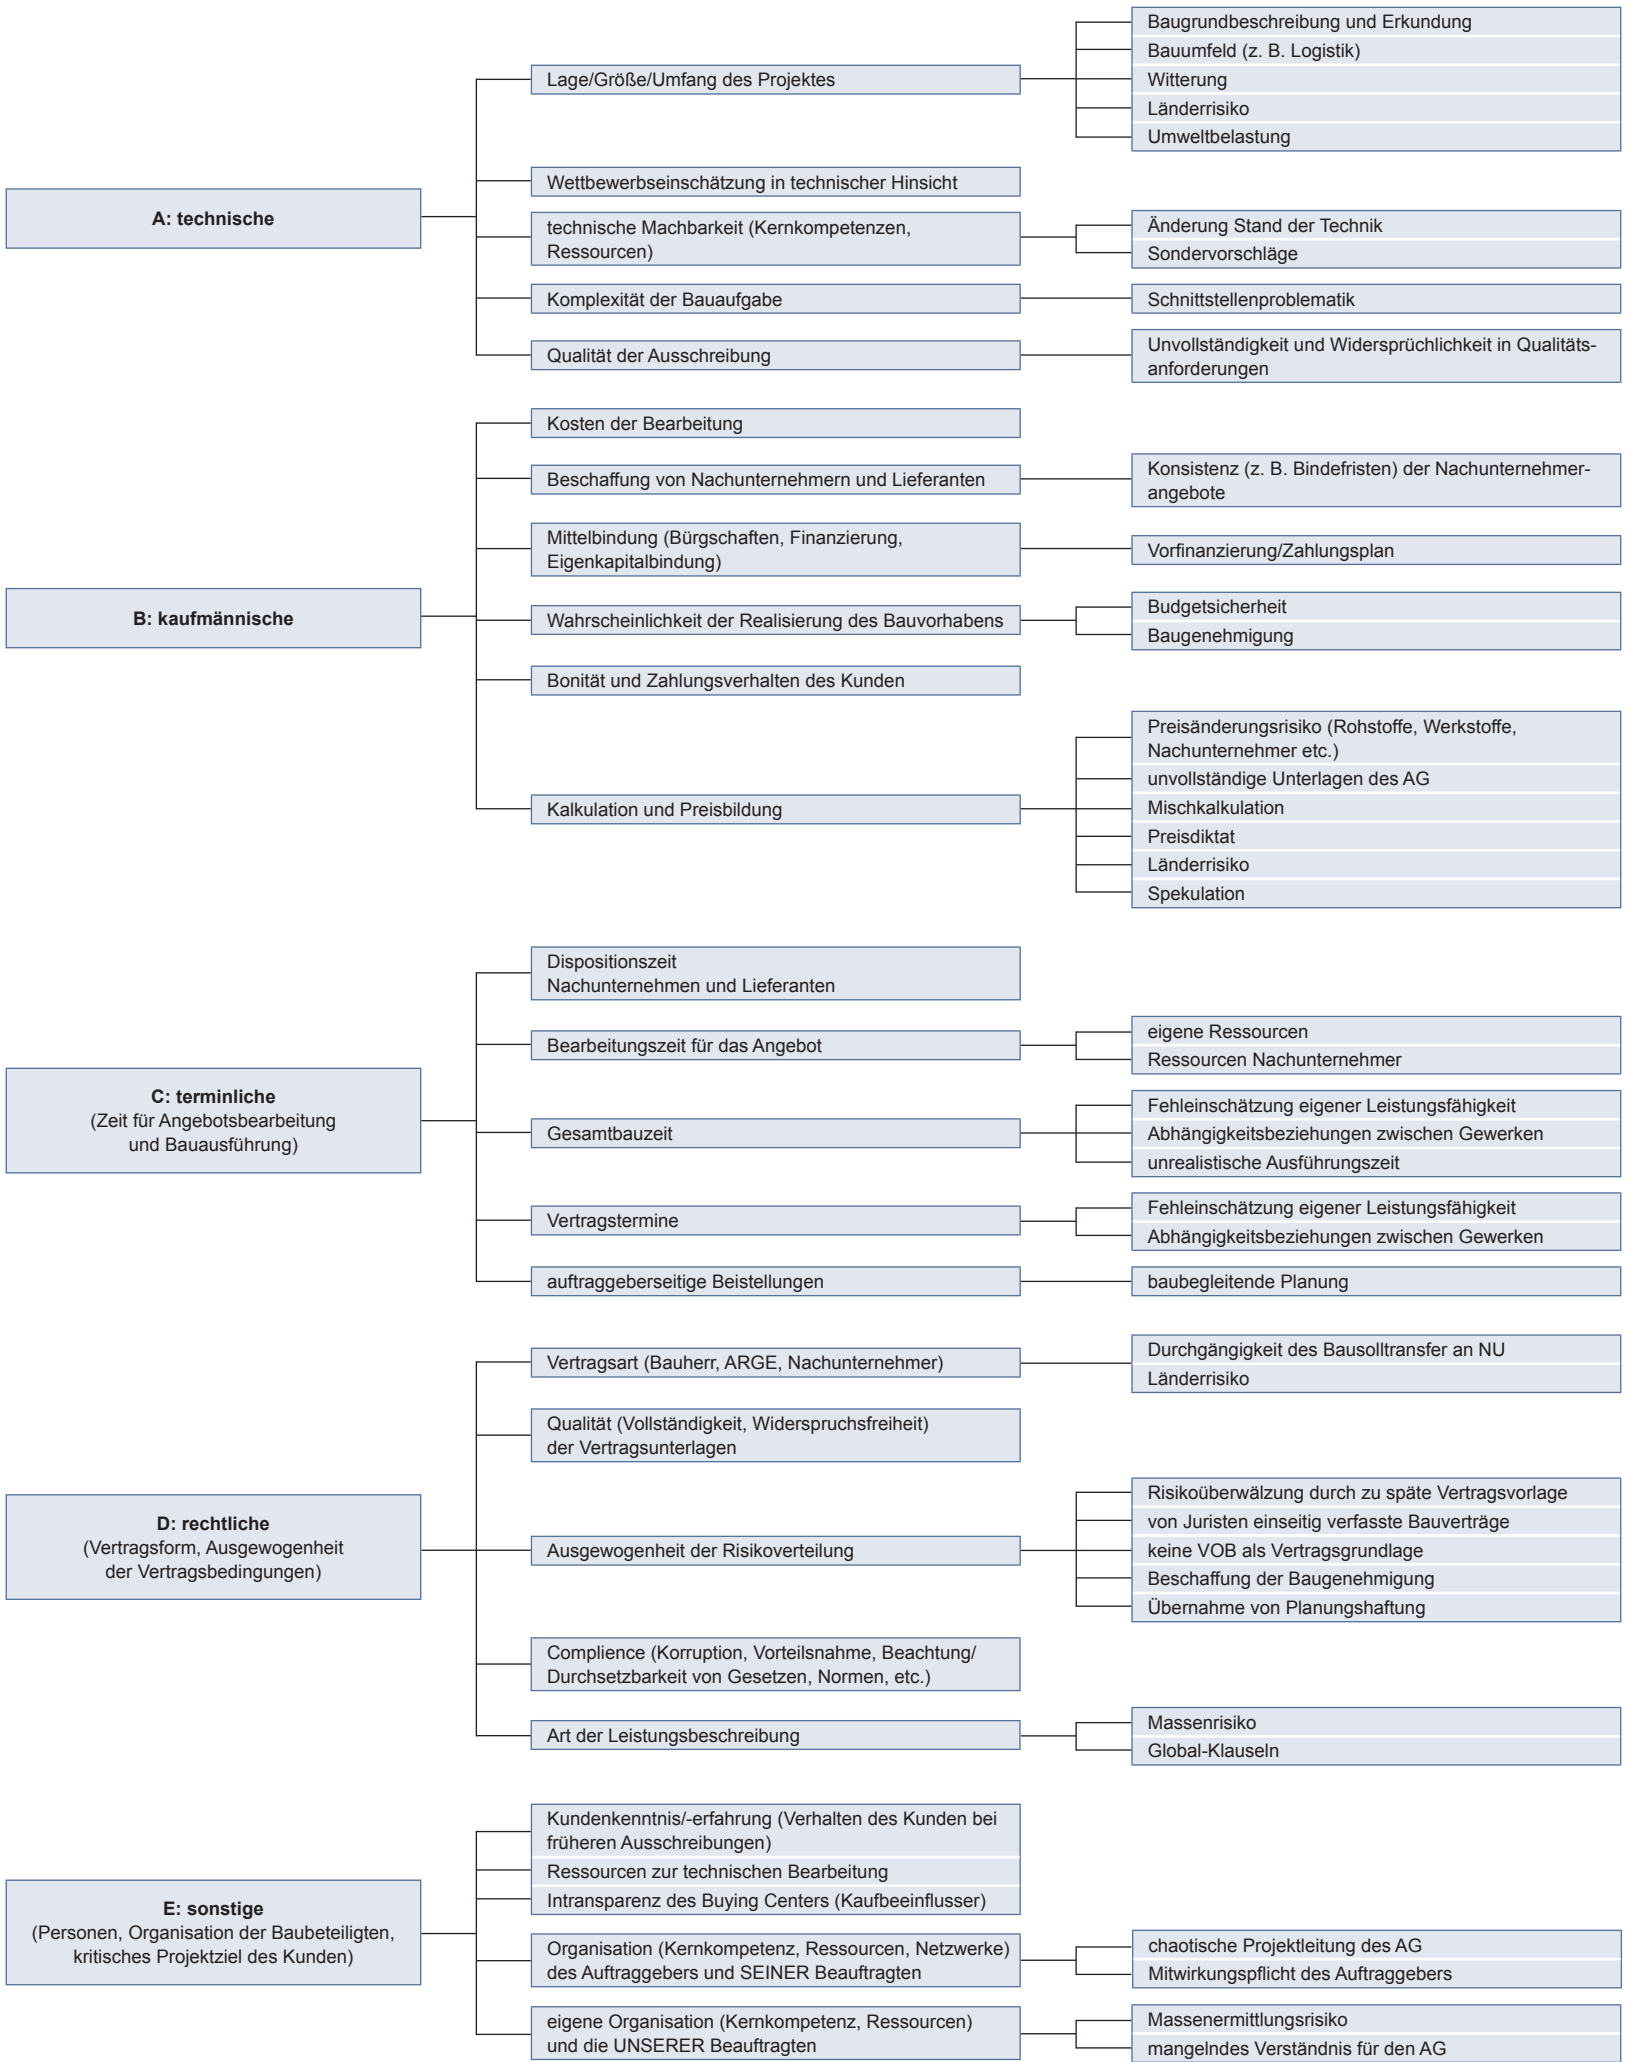 A: technische
Lage/Größe/Umfang des Projektes
Baugrundbeschreibung und Erkundung
Bauumfeld (z. B. Logistik)
Witterung
Länderrisiko
Umweltbelastung
Wettbewerbseinschätzung in technischer Hinsicht
technische Machbarkeit (Kernkompetenzen,
Ressourcen)
Änderung Stand der Technik
Sondervorschläge
Komplexität der Bauaufgabe
Schnittstellenproblematik
Qualität der Ausschreibung
Unvollständigkeit und Widersprüchlichkeit in Qualitäts-
anforderungen
B: kaufmännische
Kosten der Bearbeitung
Beschaffung von Nachunternehmern und Lieferanten
Konsistenz (z. B. Bindefristen) der Nachunternehmer-
angebote
Mittelbindung (Bürgschaften, Finanzierung,
Eigenkapitalbindung)
Vorfinanzierung/Zahlungsplan
Wahrscheinlichkeit der Realisierung des Bauvorhabens
Budgetsicherheit
Baugenehmigung
Bonität und Zahlungsverhalten des Kunden
Kalkulation und Preisbildung
Preisänderungsrisiko (Rohstoffe, Werkstoffe,
Nachunternehmer etc.)
unvollständige Unterlagen des AG
Mischkalkulation
Preisdiktat
Länderrisiko
Spekulation
C: terminliche
(Zeit für Angebotsbearbeitung
und Bauausführung)
Dispositionszeit
Nachunternehmen und Lieferanten
Bearbeitungszeit für das Angebot
eigene Ressourcen
Ressourcen Nachunternehmer
Gesamtbauzeit
Fehleinschätzung eigener Leistungsfähigkeit
Abhängigkeitsbeziehungen zwischen Gewerken
unrealistische Ausführungszeit
Vertragstermine
Fehleinschätzung eigener Leistungsfähigkeit
Abhängigkeitsbeziehungen zwischen Gewerken
auftraggeberseitige Beistellungen
baubegleitende Planung
D: rechtliche
(Vertragsform, Ausgewogenheit
der Vertragsbedingungen)
Vertragsart (Bauherr, ARGE, Nachunternehmer)
Durchgängigkeit des Bausolltransfer an NU
Länderrisiko
Qualität (Vollständigkeit, Widerspruchsfreiheit)
der Vertragsunterlagen
Ausgewogenheit der Risikoverteilung
Risikoüberwälzung durch zu späte Vertragsvorlage
von Juristen einseitig verfasste Bauverträge
keine VOB als Vertragsgrundlage
Beschaffung der Baugenehmigung
Übernahme von Planungshaftung
Complience (Korruption, Vorteilsnahme, Beachtung/
Durchsetzbarkeit von Gesetzen, Normen, etc.)
Art der Leistungsbeschreibung
Massenrisiko
Global-Klauseln
E: sonstige
(Personen, Organisation der Baubeteiligten,
kritisches Projektziel des Kunden)
Kundenkenntnis/-erfahrung (Verhalten des Kunden bei
früheren Ausschreibungen)
Ressourcen zur technischen Bearbeitung
Intransparenz des Buying Centers (Kaufbeeinflusser)
Organisation (Kernkompetenz, Ressourcen, Netzwerke)
des Auftraggebers und SEINER Beauftragten
chaotische Projektleitung des AG
Mitwirkungspflicht des Auftraggebers
eigene Organisation (Kernkompetenz, Ressourcen)
und die UNSERER Beauftragten
Massenermittlungsrisiko
mangelndes Verständnis für den AG